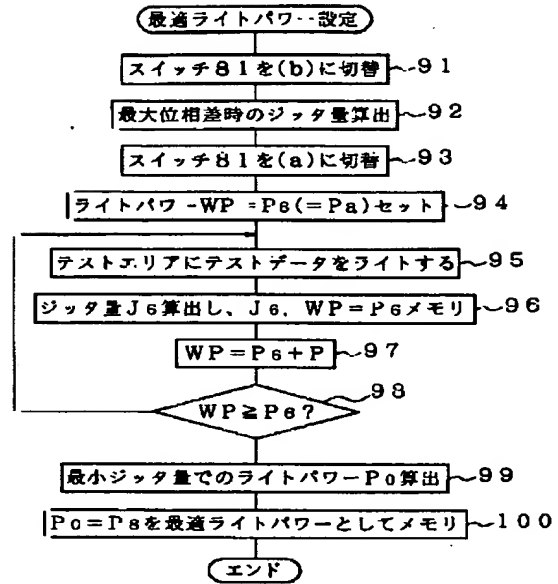 最適ライトパワー設定
スイッチ81を(b)に切替 91
最大位相差時のジッタ量算出 92
スイッチ81を(a)に切替 93
ライトパワーWP=P6(=Pa)セット 94
テストエリアにテストデータをライトする 95
ジッタ量J6算出し、J6,WP=P6メモリ 96
WP=P6+P 97
WP≧P6? 98
最小ジッタ量でのライトパワーP0算出 99
P0=P8を最適ライトパワーとしてメモリ 100
エンド